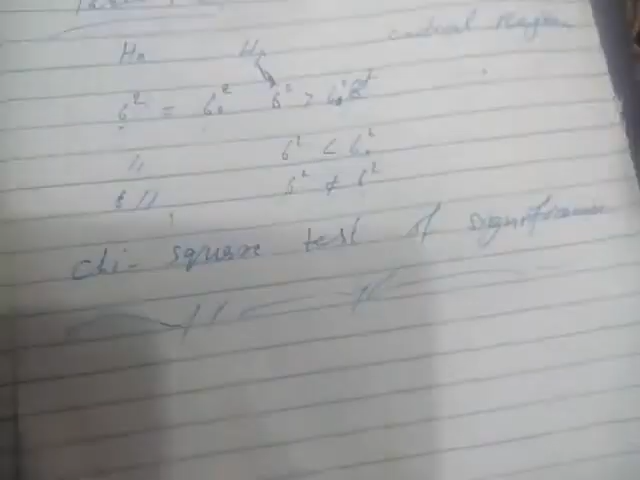 H₀ H₁ critical Region
σ² = σ₀² σ² > σ₀²
〃 σ² < σ₀²
〃 σ² ≠ σ²
chi-square test of significance